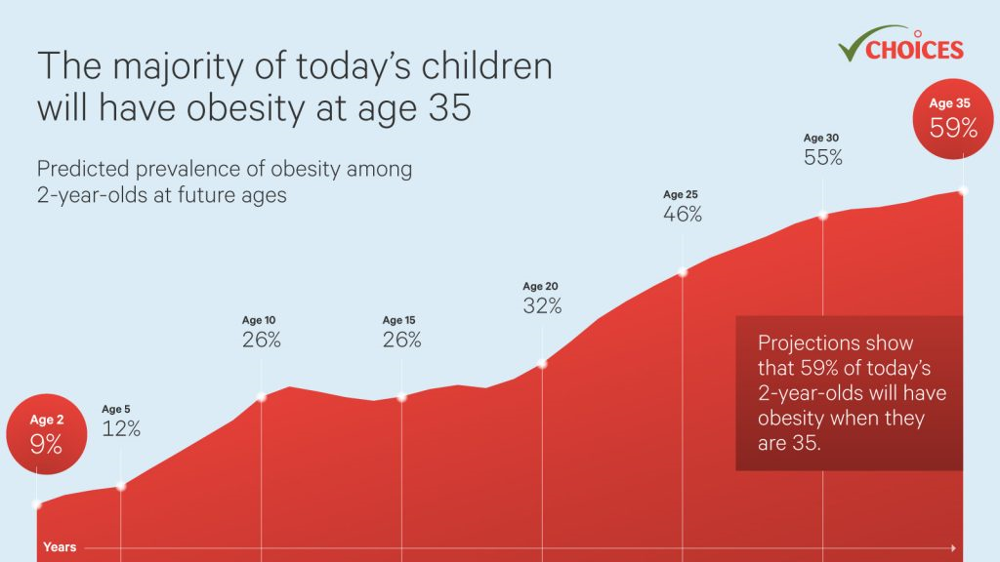 The majority of today’s children
will have obesity at age 35
Predicted prevalence of obesity among
2-year-olds at future ages
CHOICES
Age 2
9%
Age 5
12%
Age 10
26%
Age 15
26%
Age 20
32%
Age 25
46%
Age 30
55%
Age 35
59%
Projections show
that 59% of today’s
2-year-olds will have
obesity when they
are 35.
Years